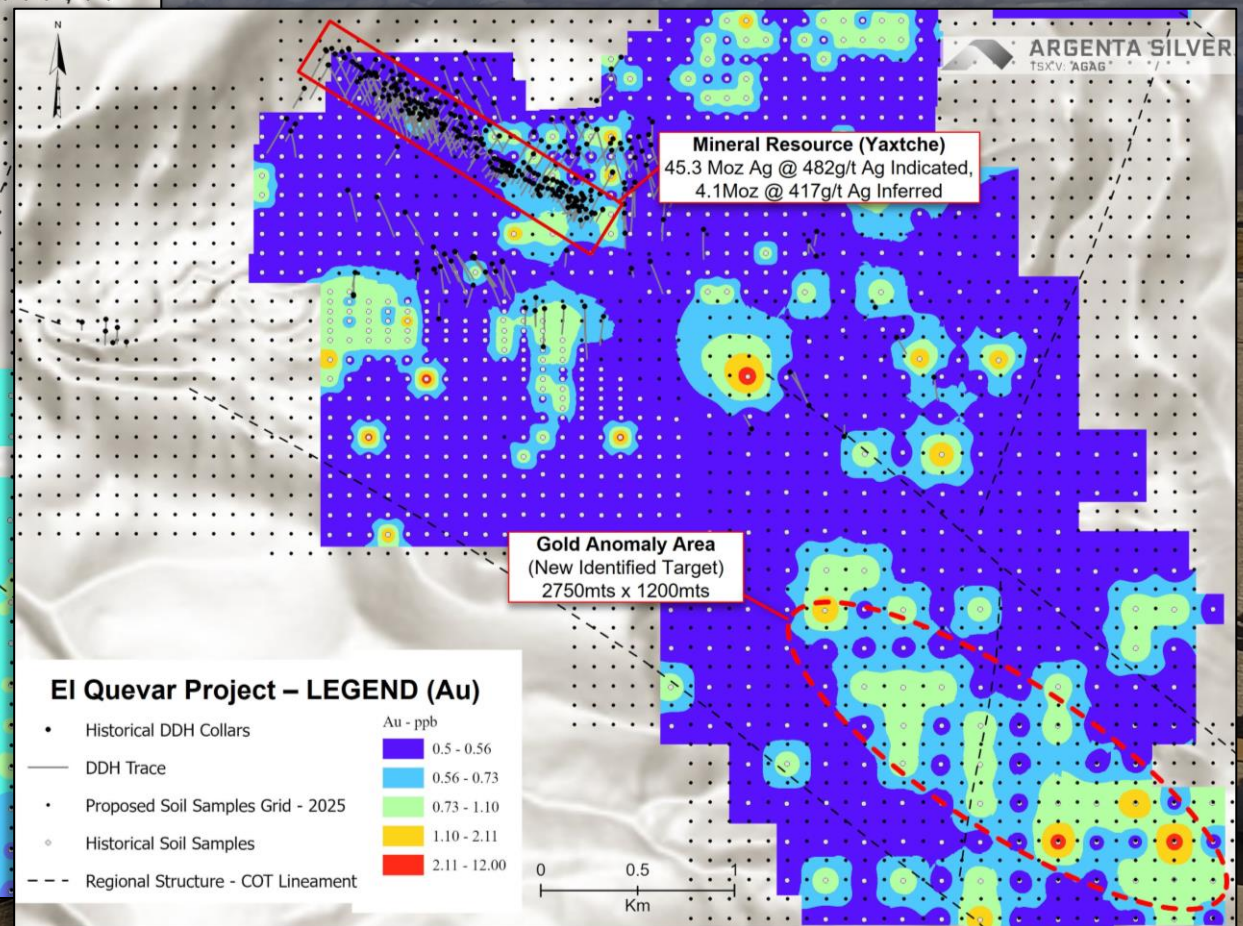 N
ARGENTA SILVER
TSX.V: AGAG
Mineral Resource (Yaxtche)
45.3 Moz Ag @ 482g/t Ag Indicated,
4.1Moz @ 417g/t Ag Inferred
Gold Anomaly Area
(New Identified Target)
2750mts x 1200mts
El Quevar Project – LEGEND (Au)
Historical DDH Collars
DDH Trace
Proposed Soil Samples Grid - 2025
Historical Soil Samples
Regional Structure - COT Lineament
Au - ppb
0.5 - 0.56
0.56 - 0.73
0.73 - 1.10
1.10 - 2.11
2.11 - 12.00
0 0.5 1
Km